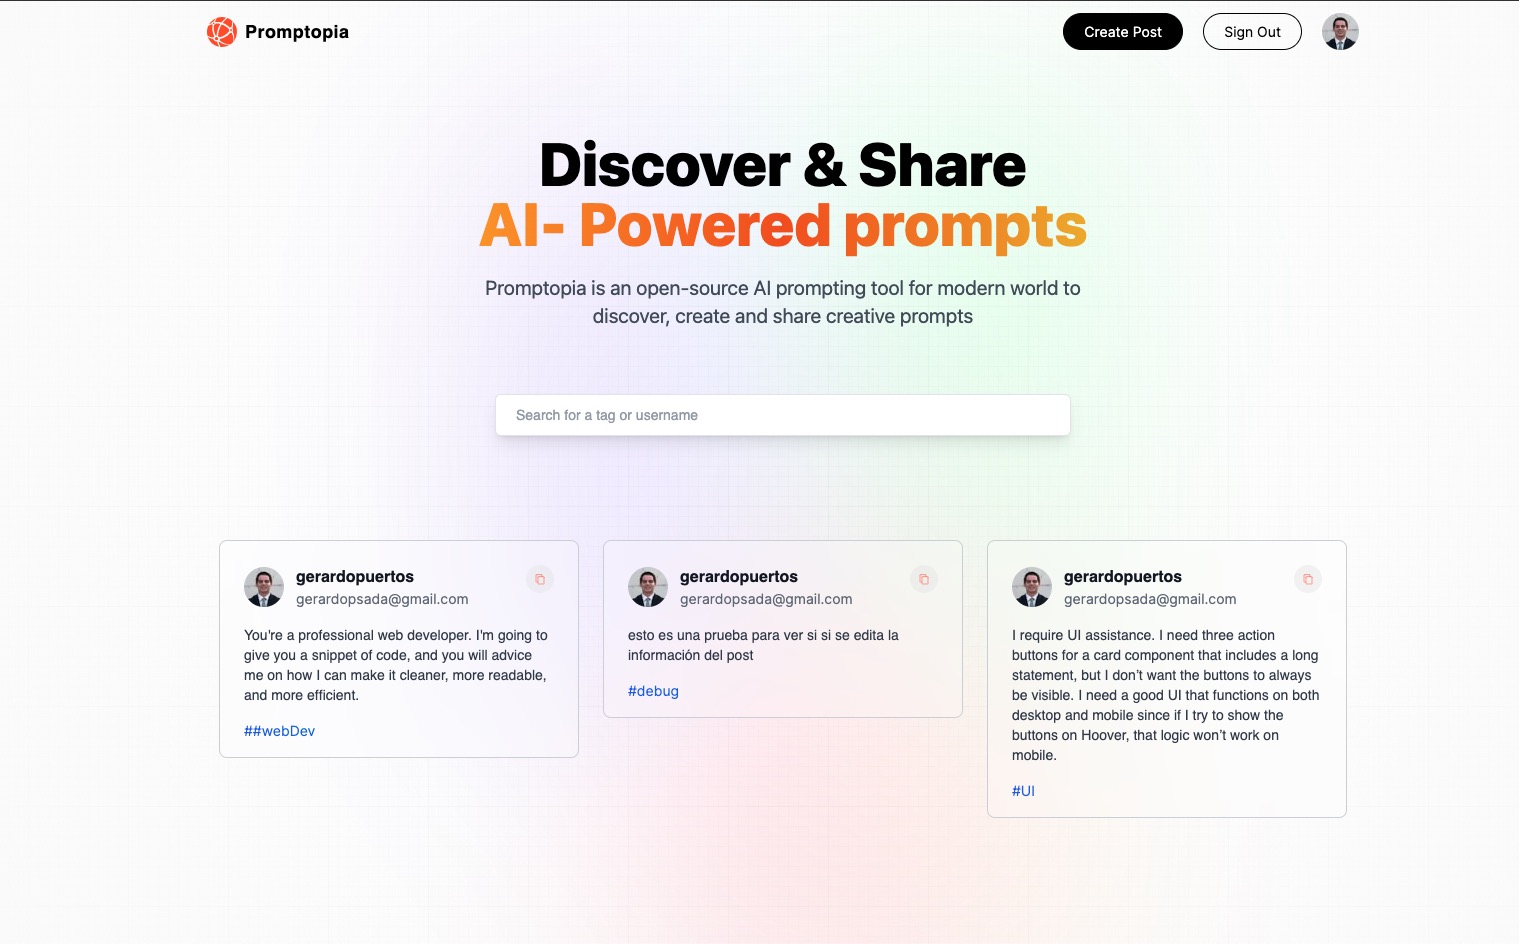 Promptopia
Create Post
Sign Out
Discover & Share
AI- Powered prompts
Promptopia is an open-source AI prompting tool for modern world to
discover, create and share creative prompts
Search for a tag or username
gerardopuertos
gerardopsada@gmail.com
You're a professional web developer. I'm going to
give you a snippet of code, and you will advice
me on how I can make it cleaner, more readable,
and more efficient.
##webDev
gerardopuertos
gerardopsada@gmail.com
esto es una prueba para ver si si se edita la
información del post
#debug
gerardopuertos
gerardopsada@gmail.com
I require UI assistance. I need three action
buttons for a card component that includes a long
statement, but I don’t want the buttons to always
be visible. I need a good UI that functions on both
desktop and mobile since if I try to show the
buttons on Hoover, that logic won’t work on
mobile.
#UI